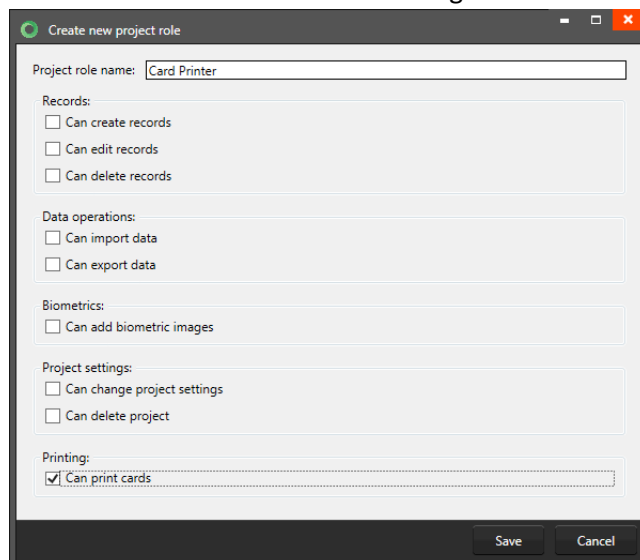 Create new project role
Project role name: Card Printer
Records:
Can create records
Can edit records
Can delete records
Data operations:
Can import data
Can export data
Biometrics:
Can add biometric images
Project settings:
Can change project settings
Can delete project
Printing:
Can print cards
Save Cancel